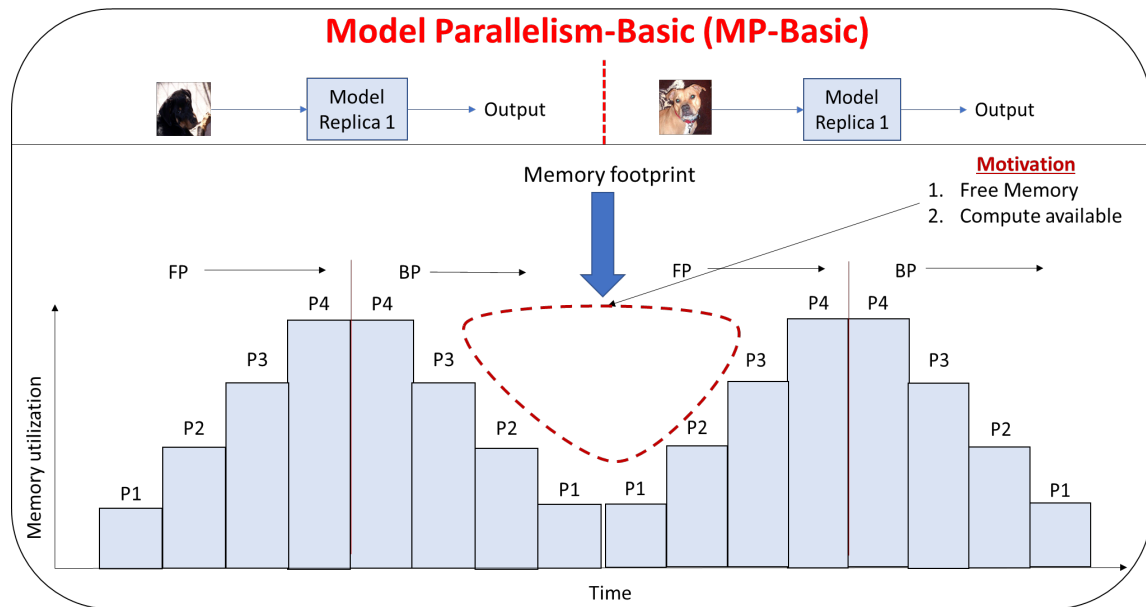 Model Parallelism-Basic (MP-Basic)
Model
Replica 1
Output
Model
Replica 1
Output
Memory footprint
Motivation
1. Free Memory
2. Compute available
FP
BP
FP
BP
P4
P4
P4
P4
P3
P3
P3
P3
P2
P2
P2
P2
P1
P1
P1
P1
Memory utilization
Time